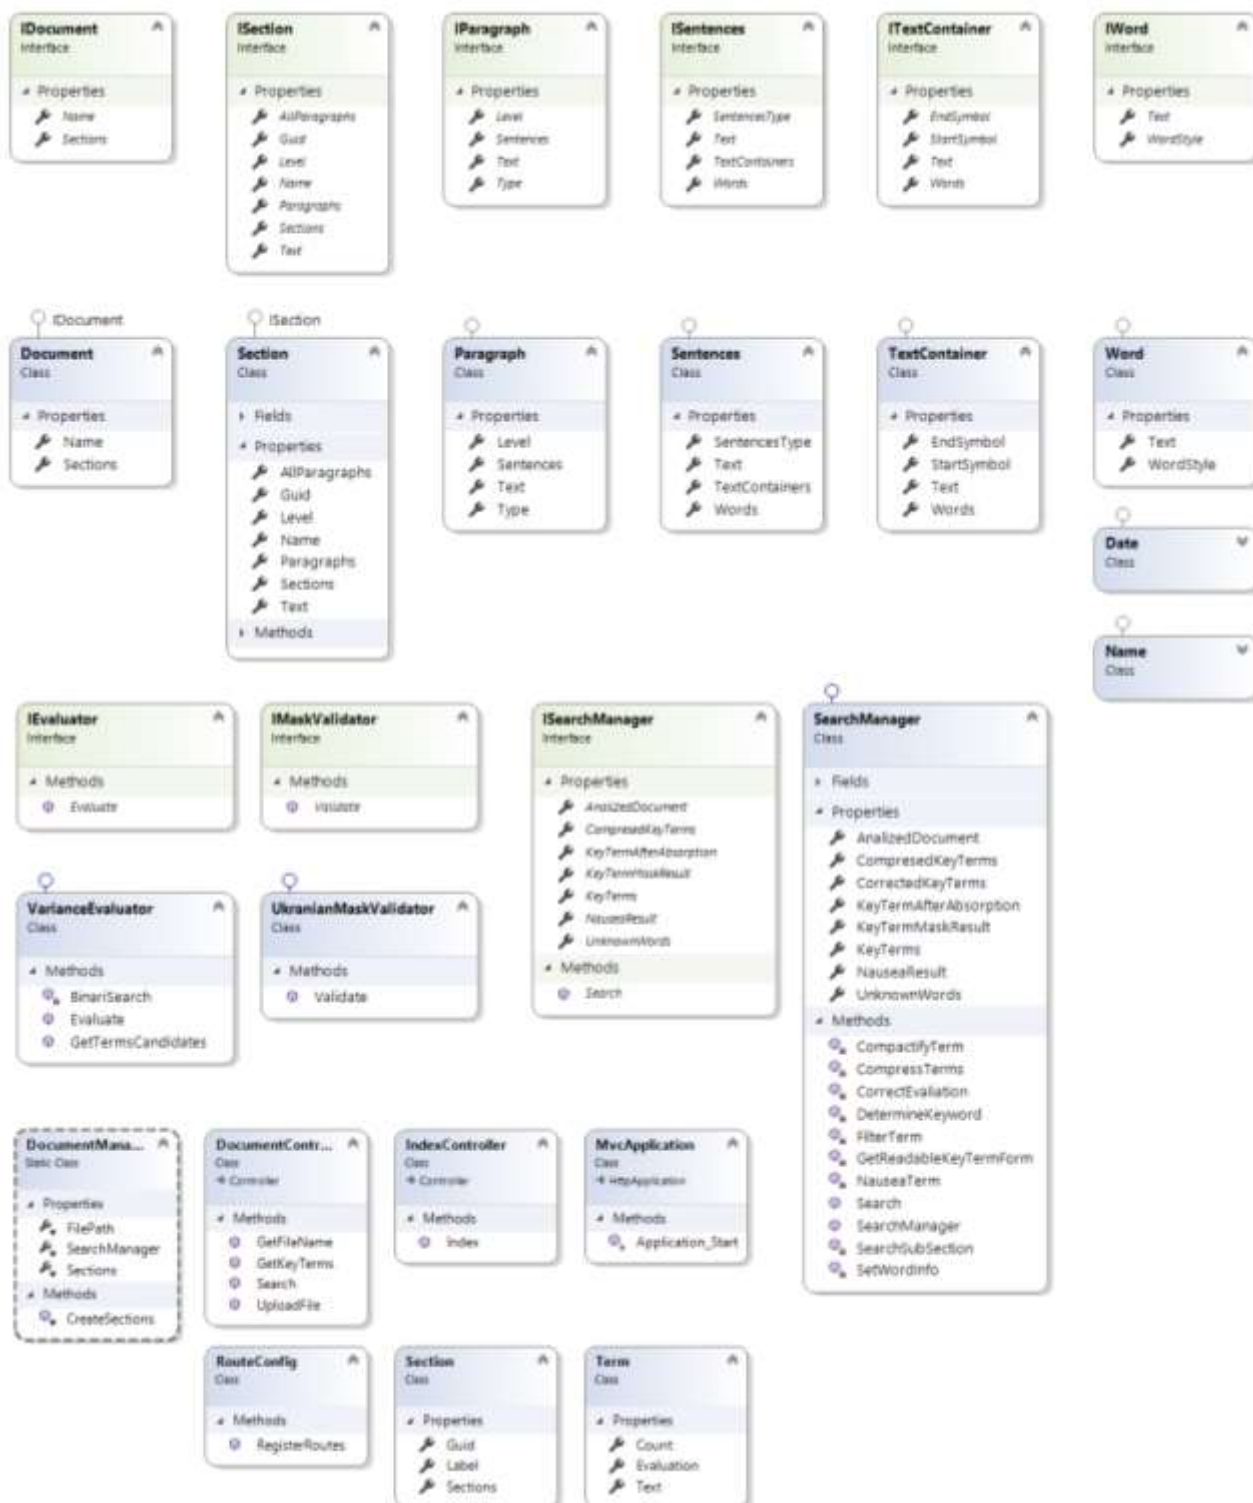 IDocument
Interface
Properties
Name
Sections
ISection
Interface
Properties
AllParagraphs
Guid
Level
Name
Paragraphs
Sections
Text
IParagraph
Interface
Properties
Level
Sentences
Text
Type
ISentences
Interface
Properties
SentencesType
Text
TextContainers
Words
ITextContainer
Interface
Properties
EndSymbol
StartSymbol
Text
Words
IWord
Interface
Properties
Text
WordStyle
IDocument
Document
Class
Properties
Name
Sections
ISection
Section
Class
Fields
Properties
AllParagraphs
Guid
Level
Name
Paragraphs
Sections
Text
Methods
Paragraph
Class
Properties
Level
Sentences
Text
Type
Sentences
Class
Properties
SentencesType
Text
TextContainers
Words
TextContainer
Class
Properties
EndSymbol
StartSymbol
Text
Words
Word
Class
Properties
Text
WordStyle
Date
Class
Name
Class
IEvaluator
Interface
Methods
Evaluate
IMaskValidator
Interface
Methods
Validate
ISearchManager
Interface
Properties
AnalizedDocument
CompresedKeyTerms
KeyTermAfterAbsorption
KeyTermMaskResult
KeyTerms
NauseaResult
UnknownWords
Methods
Search
SearchManager
Class
Fields
Properties
AnalizedDocument
CompresedKeyTerms
CorrectedKeyTerms
KeyTermAfterAbsorption
KeyTermMaskResult
KeyTerms
NauseaResult
UnknownWords
Methods
CompactifyTerm
CompressTerms
CorrectEvaliation
DetermineKeyword
FilterTerm
GetReadableKeyTermForm
NauseaTerm
Search
SearchManager
SearchSubSection
SetWordInfo
VarianceEvaluator
Class
Methods
BinariSearch
Evaluate
GetTermsCandidates
UkranianMaskValidator
Class
Methods
Validate
DocumentMana...
Static Class
Properties
FilePath
SearchManager
Sections
Methods
CreateSections
DocumentContr...
Class
Controller
Methods
GetFileName
GetKeyTerms
Search
UploadFile
IndexController
Class
Controller
Methods
Index
MvcApplication
Class
HttpApplication
Methods
Application_Start
RouteConfig
Class
Methods
RegisterRoutes
Section
Class
Properties
Guid
Label
Sections
Term
Class
Properties
Count
Evaluation
Text